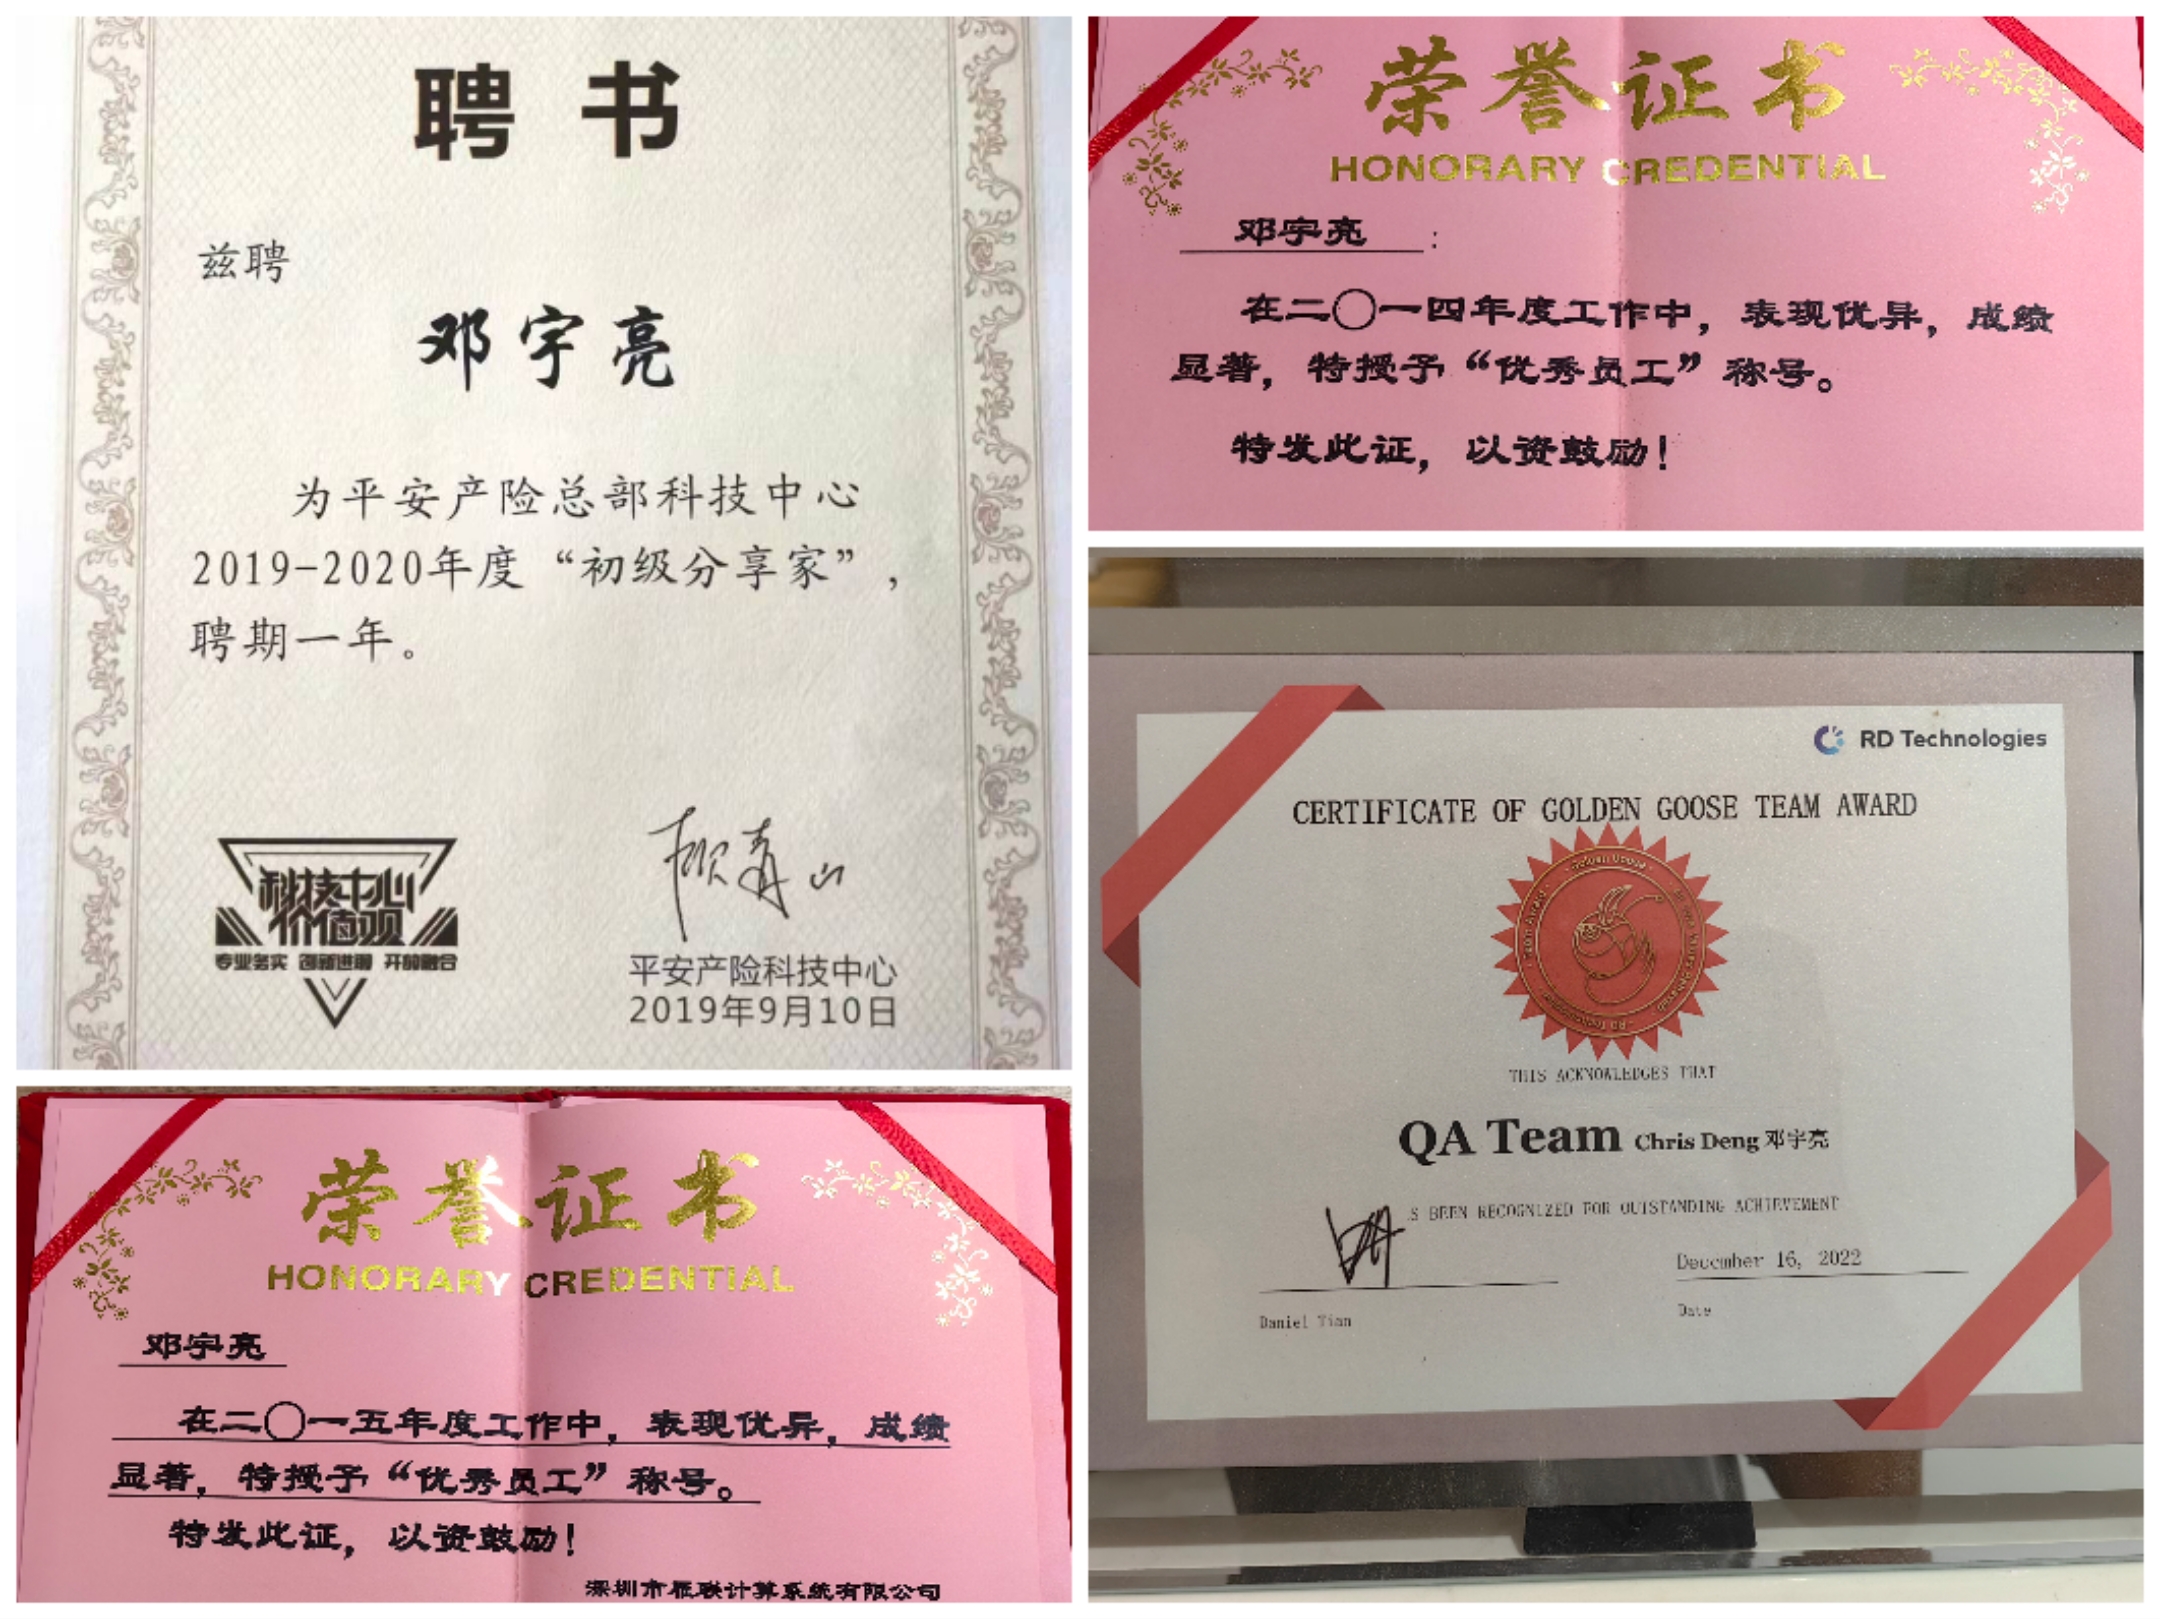 聘 书
兹聘
邓宇亮
为平安产险总部科技中心
2019-2020年度“初级分享家”,
聘期一年。
科技中心
价值观
专业务实 创新进取 开放融合
平安产险科技中心
2019年9月10日
荣誉证书
HONORARY CREDENTIAL
邓宇亮 :
在二〇一四年度工作中，表现优异，成绩
显著，特授予“优秀员工”称号。
特发此证，以资鼓励！
RD Technologies
CERTIFICATE OF GOLDEN GOOSE TEAM AWARD
THIS ACKNOWLEDGES THAT
QA Team Chris Deng 邓宇亮
S BEEN RECOGNIZED FOR OUTSTANDING ACHIEVEMENT
December 16, 2022
Daniel Tian
Date
荣誉证书
HONORARY CREDENTIAL
邓宇亮
在二〇一五年度工作中，表现优异，成绩
显著，特授予“优秀员工”称号。
特发此证，以资鼓励！
深圳市雁联计算系统有限公司